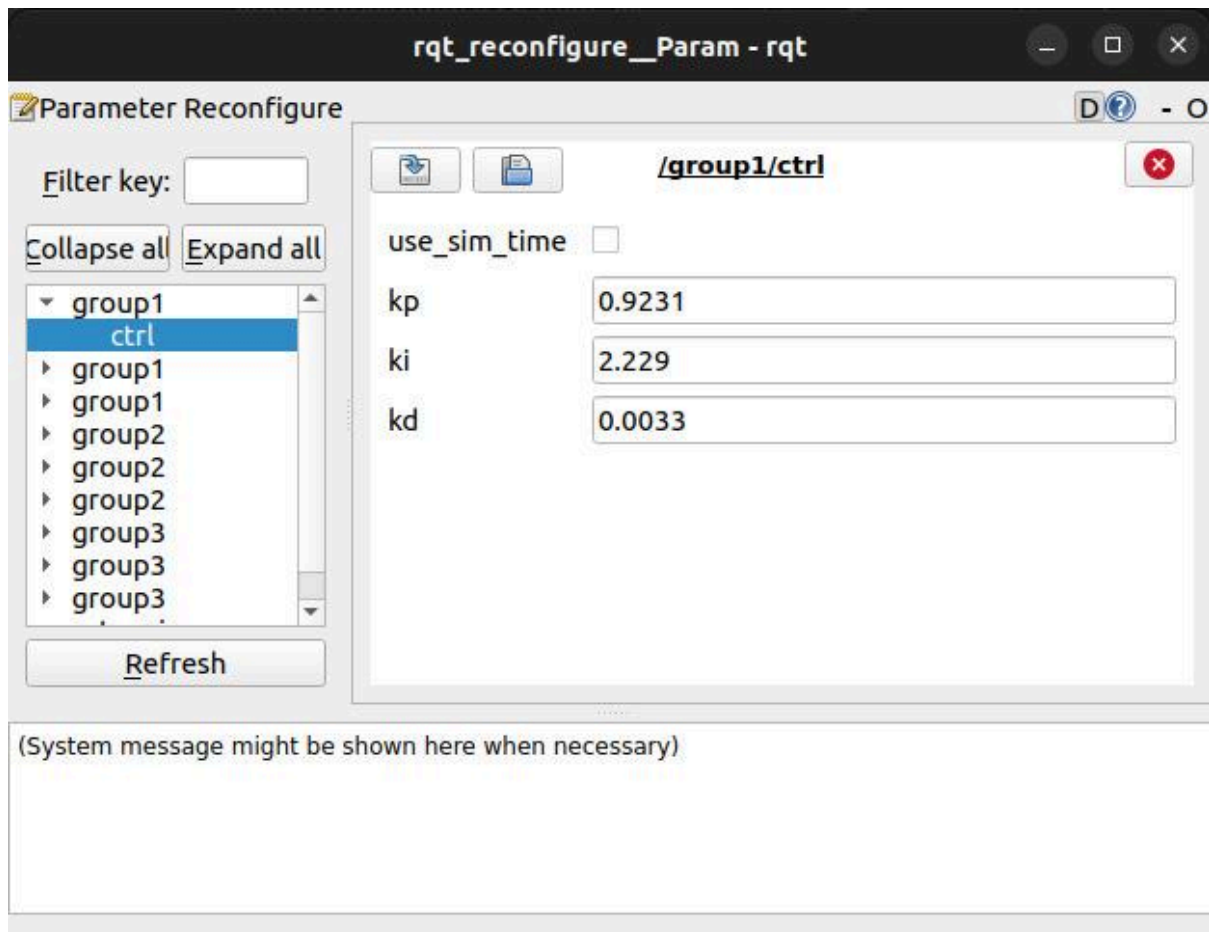 rqt_reconfigure__Param - rqt
Parameter Reconfigure
D - O
Filter key:
/group1/ctrl
Collapse all Expand all
use_sim_time
group1
kp 0.9231
ctrl
ki 2.229
group1
group1
kd 0.0033
group2
group2
group2
group3
group3
group3
Refresh
(System message might be shown here when necessary)